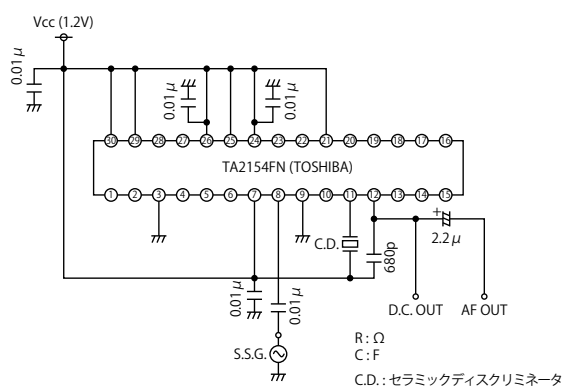 Vcc (1.2V)
0.01μ
0.01μ
0.01μ
30 29 28 27 26 25 24 23 22 21 20 19 18 17 16
TA2154FN (TOSHIBA)
1 2 3 4 5 6 7 8 9 10 11 12 13 14 15
C.D.
680p
+
2.2μ
0.01μ
0.01μ
D.C. OUT
AF OUT
S.S.G.
R : Ω
C : F
C.D. : セラミックディスクリミネータ